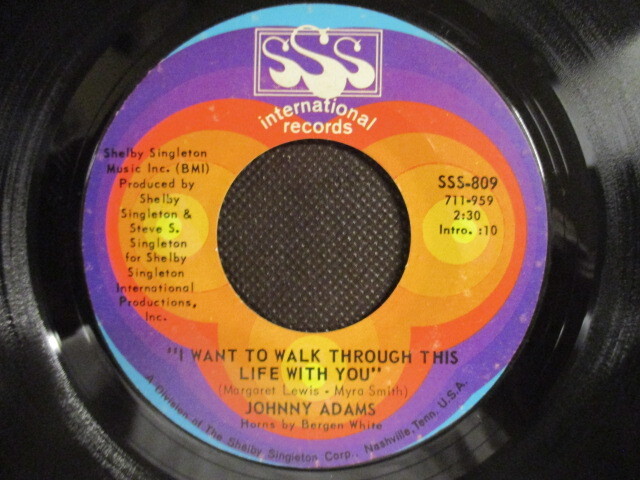 SSS
international
records
Shelby Singleton
Music Inc. (BMI)
Produced by
Shelby
Singleton &
Steve S.
Singleton
for Shelby
Singleton
International
Productions,
Inc.
SSS-809
711-959
2:30
Intro. :10
"I WANT TO WALK THROUGH THIS
LIFE WITH YOU"
(Margaret Lewis - Myra Smith)
JOHNNY ADAMS
Horns by Bergen White
A Division of The Shelby Singleton Corp., Nashville, Tenn. U.S.A.